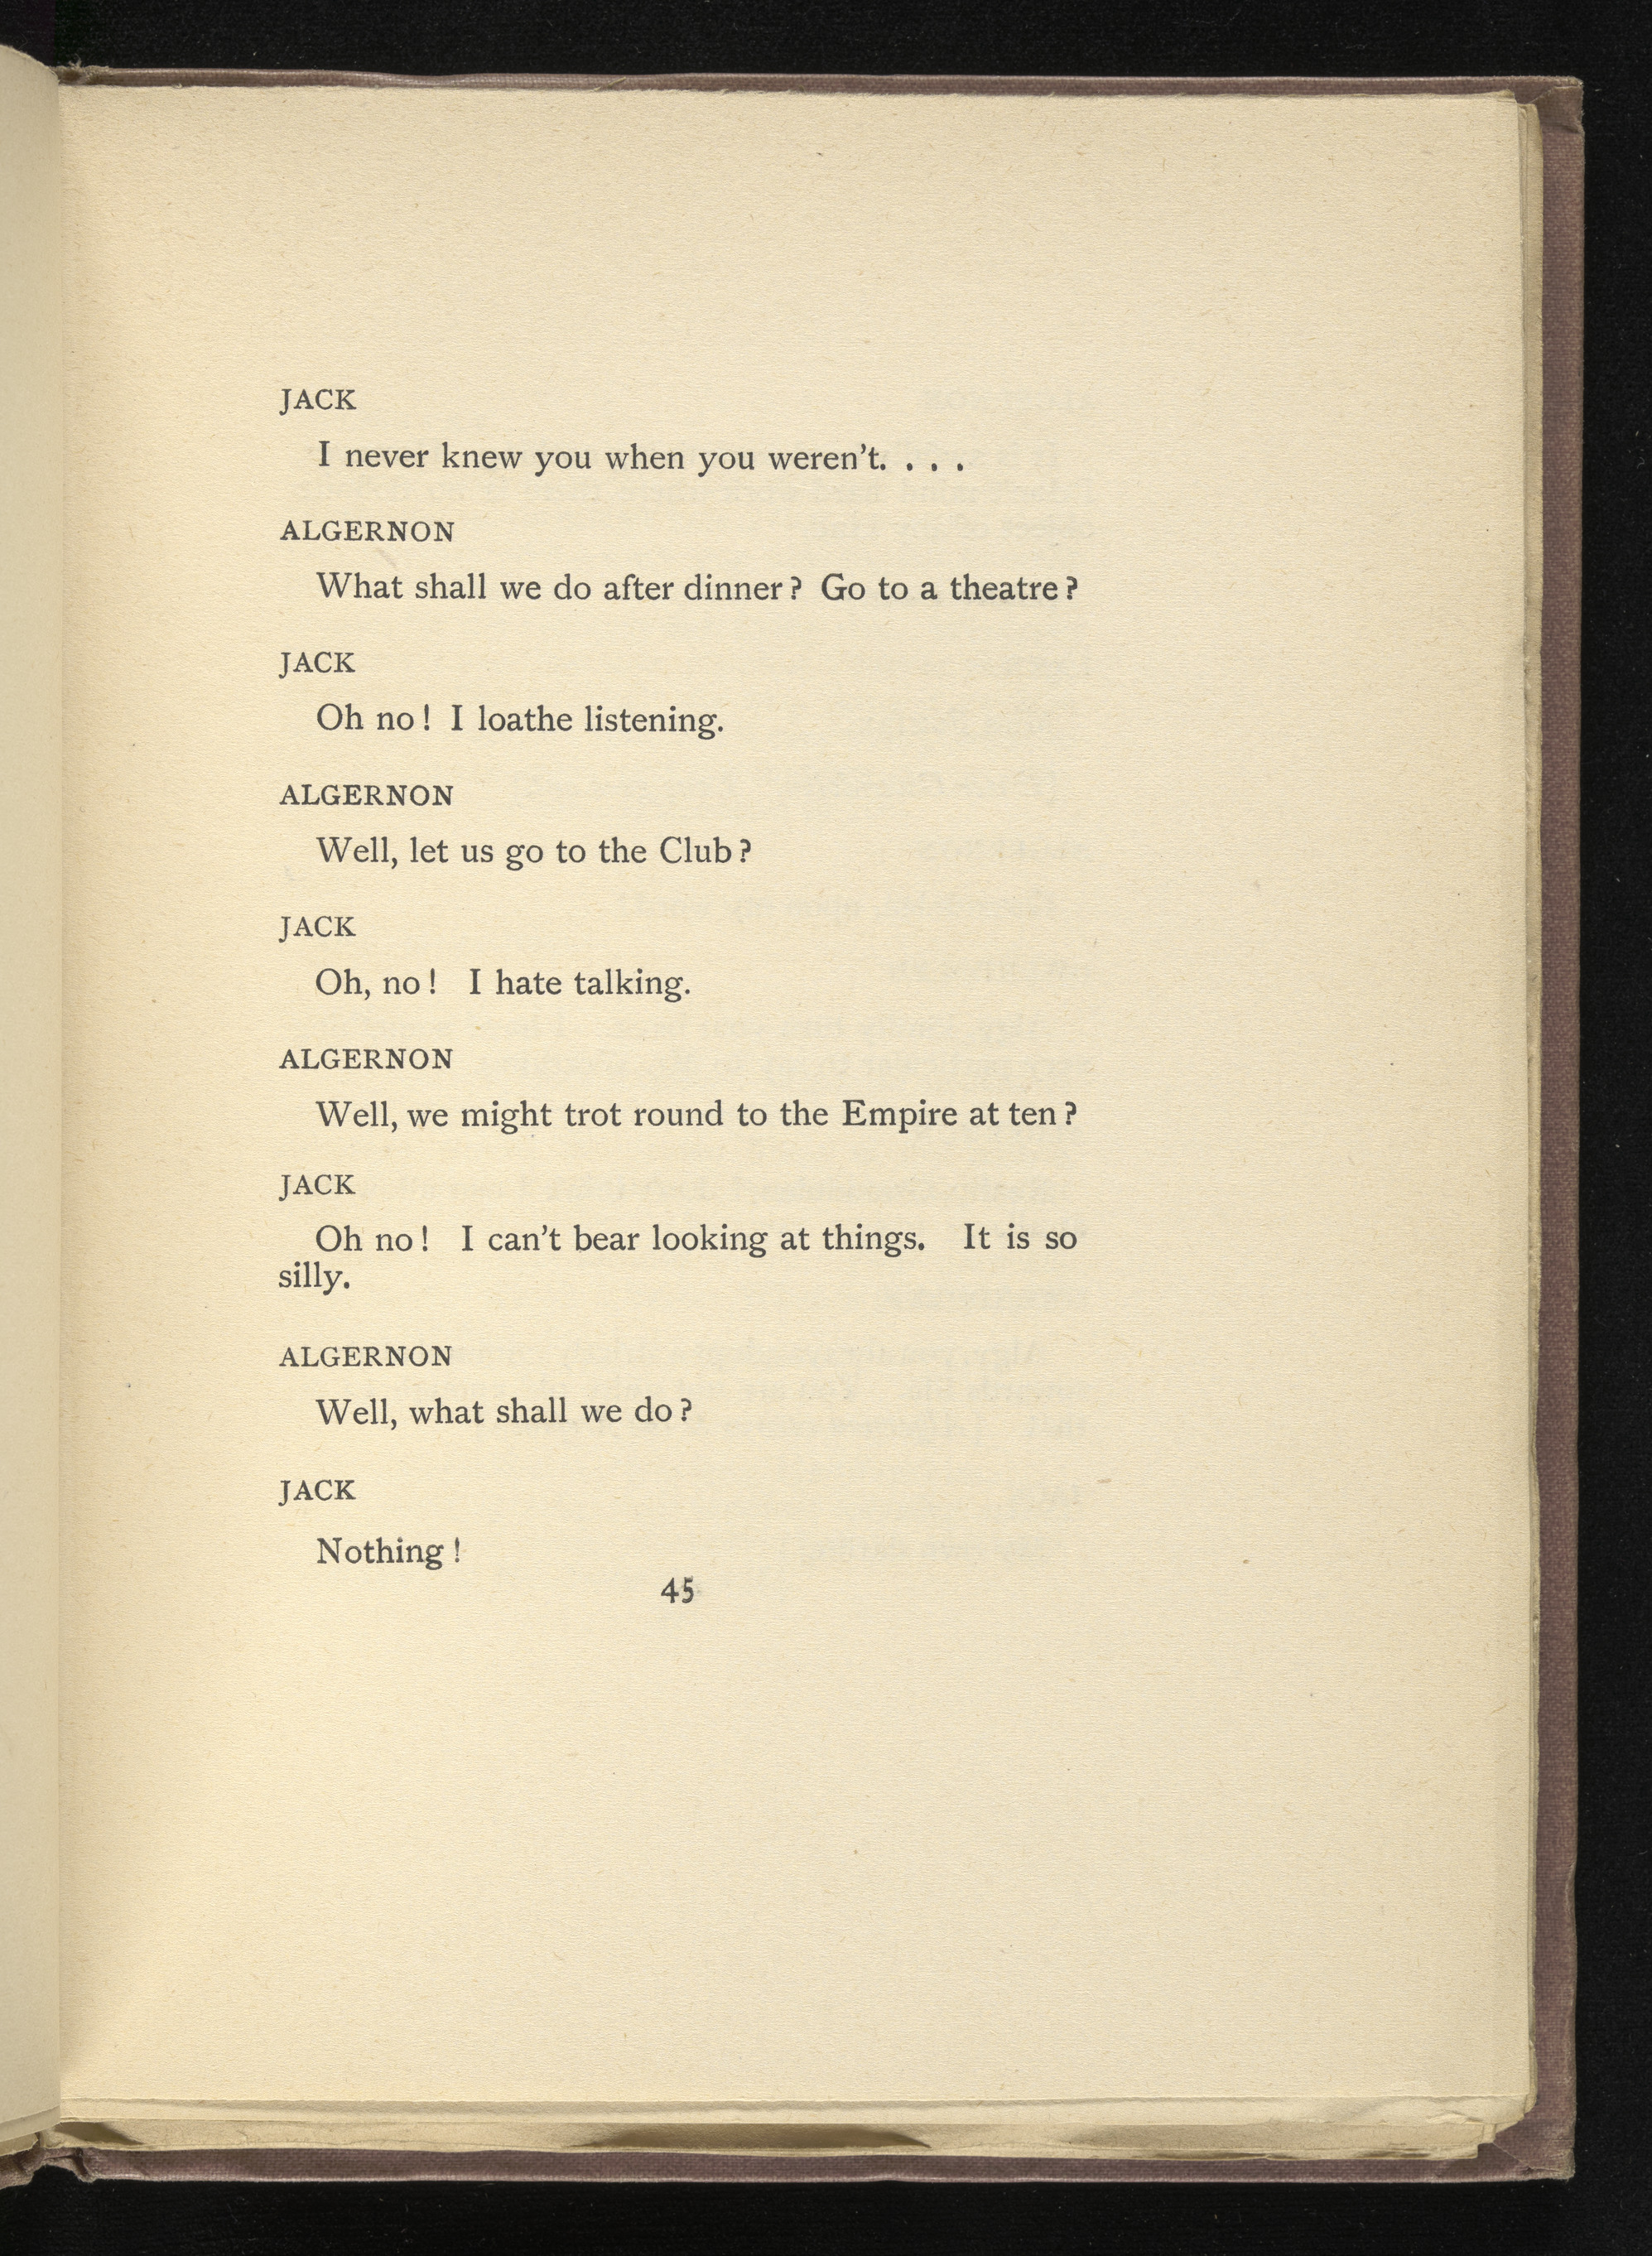 JACK
I never knew you when you weren't. . . .
ALGERNON
What shall we do after dinner? Go to a theatre?
JACK
Oh no! I loathe listening.
ALGERNON
Well, let us go to the Club?
JACK
Oh, no! I hate talking.
ALGERNON
Well, we might trot round to the Empire at ten?
JACK
Oh no! I can't bear looking at things. It is so
silly.
ALGERNON
Well, what shall we do?
JACK
Nothing!
45